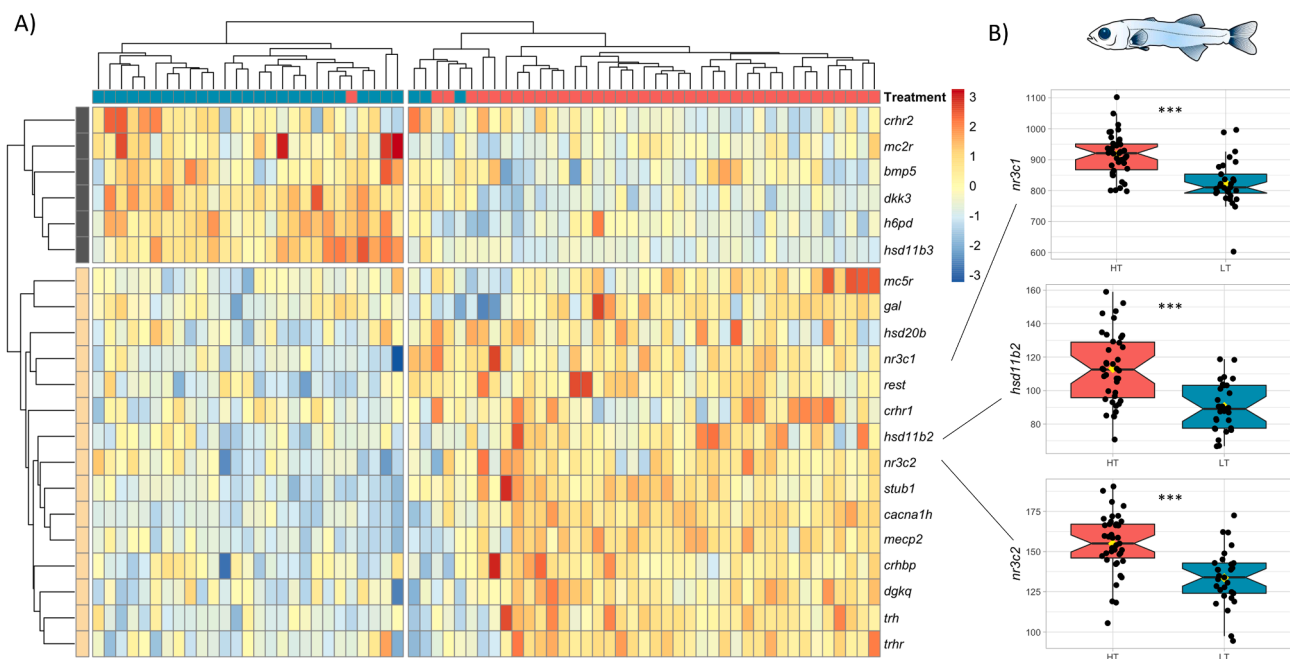 A)
Treatment
crhr2
mc2r
bmp5
dkk3
h6pd
hsd11b3
mc5r
gal
hsd20b
nr3c1
rest
crhr1
hsd11b2
nr3c2
stub1
cacna1h
mecp2
crhbp
dgkq
trh
trhr
3
2
1
0
-1
-2
-3
B)
1100
1000
900
800
700
600
nr3c1
***
HT
LT
160
140
120
100
80
hsd11b2
***
HT
LT
175
150
125
100
nr3c2
***
HT
LT